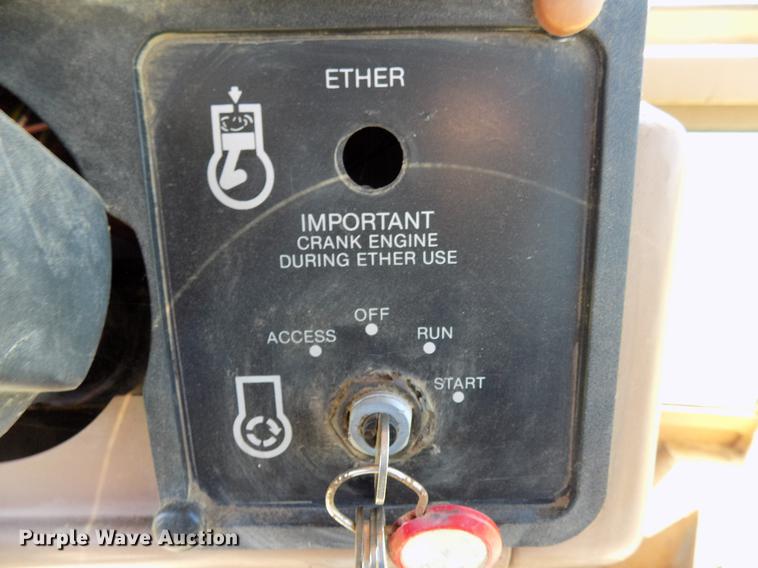 ETHER
IMPORTANT
CRANK ENGINE
DURING ETHER USE
OFF
ACCESS
RUN
START
Purple Wave Auction